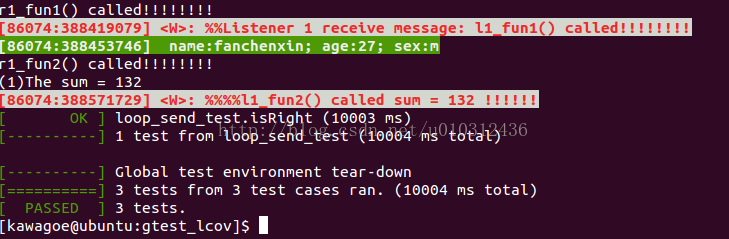 r1_fun1() called!!!!!!!!
[86074:388419079] <W>: %%Listener 1 receive message: l1_fun1() called!!!!!!!!
[86074:388453746]  name:fanchenxin; age:27; sex:m
r1_fun2() called!!!!!!!!
(1)The sum = 132
[86074:388571729] <W>: %%%%l1_fun2() called sum = 132 !!!!!!
[       OK ] loop_send_test.isRight (10003 ms)
[----------] 1 test from loop_send_test (10004 ms total)
http://blog.csdn.net/u010312436
[----------] Global test environment tear-down
[==========] 3 tests from 3 test cases ran. (10004 ms total)
[  PASSED  ] 3 tests.
[kawagoe@ubuntu:gtest_lcov]$